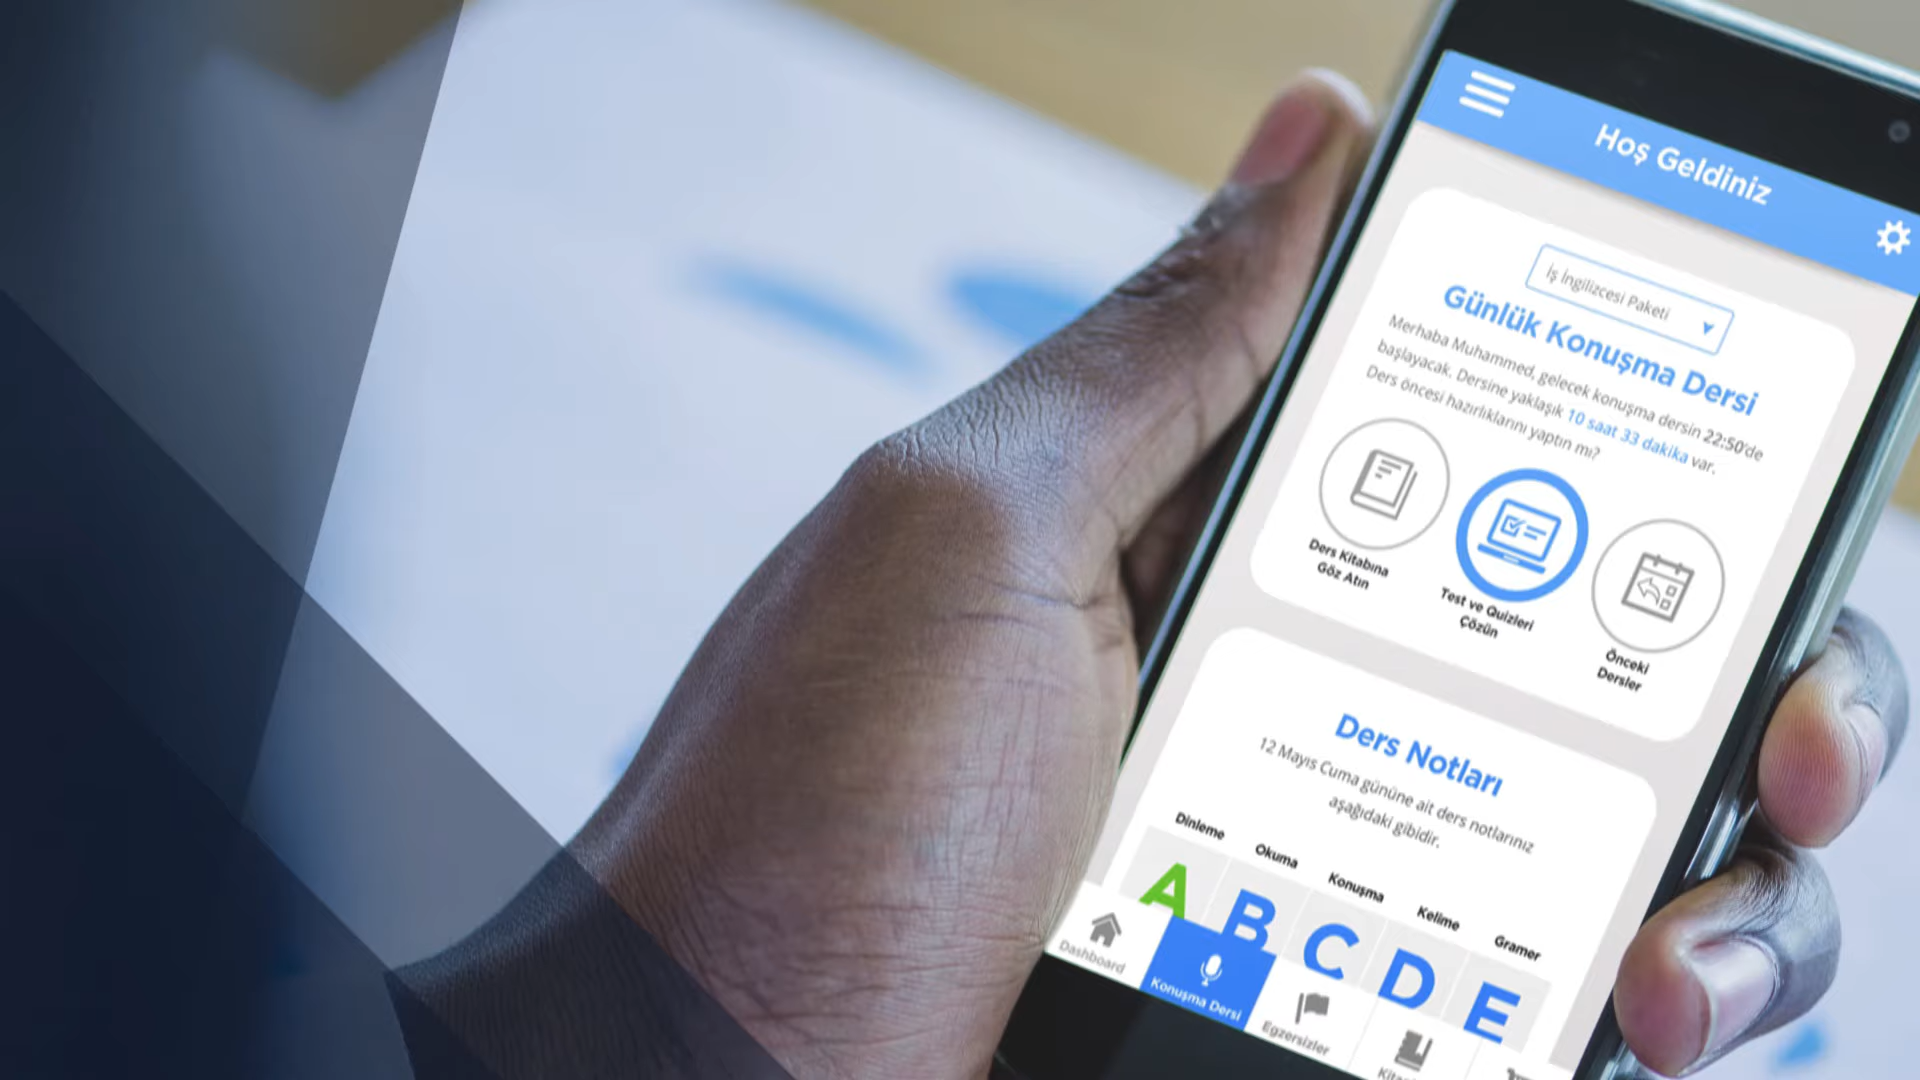 Hoş Geldiniz
İş İngilizcesi Paketi
Günlük Konuşma Dersi
Merhaba Muhammed, gelecek konuşma dersin 22:50'de
başlayacak. Dersine yaklaşık 10 saat 33 dakika var.
Ders öncesi hazırlıklarını yaptın mı?
Ders Kitabına
Göz Atın
Test ve Quizleri
Çözün
Önceki
Dersler
Ders Notları
12 Mayıs Cuma gününe ait ders notlarınız
aşağıdaki gibidir.
Dinleme Okuma Konuşma Kelime Gramer
A B C D E
Dashboard
Konuşma Dersi
Egzersizler